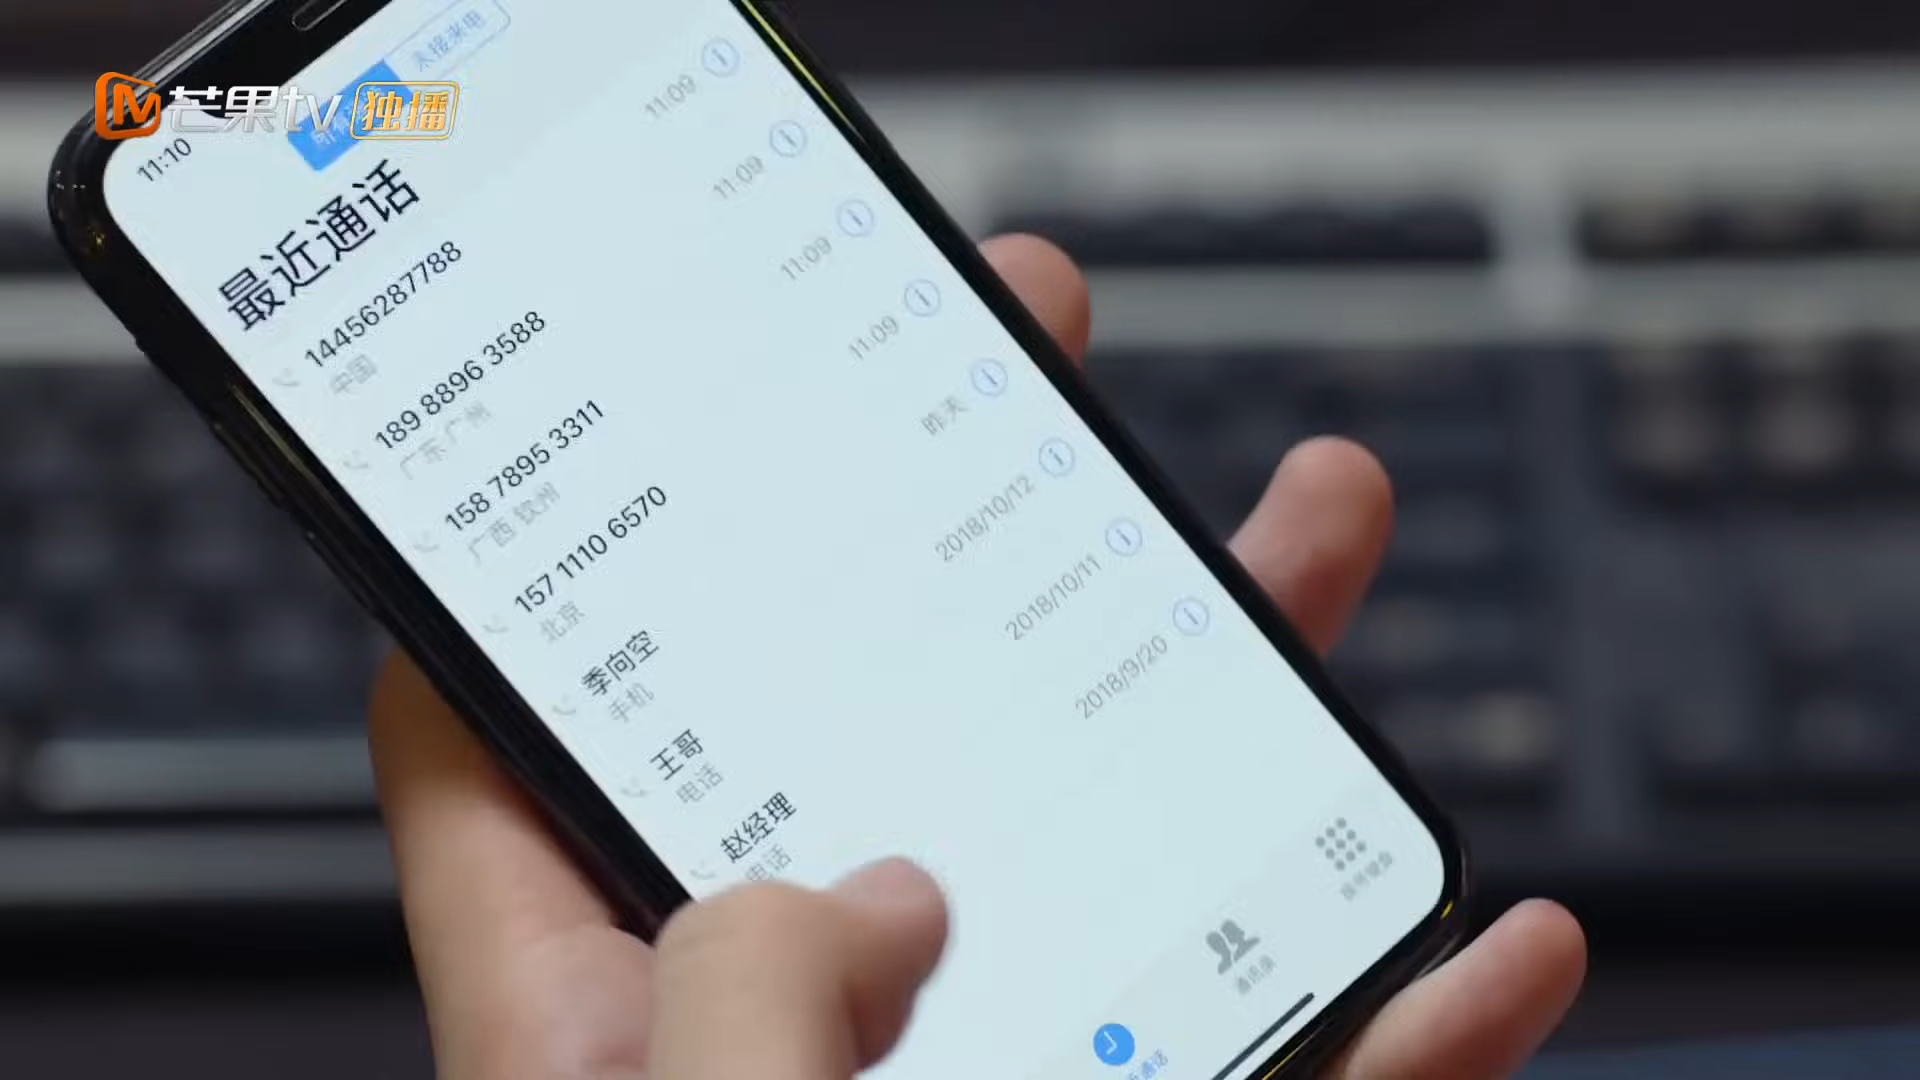 芒果tv 独播
未接来电
11:10
最近通话
14456287788
11:09
中国
189 8896 3588
11:09
广东 广州
158 7895 3311
11:09
广西 钦州
157 1110 6570
11:09
北京
季向空
昨天
手机
王哥
2018/10/12
电话
赵经理
2018/10/11
电话
2018/9/20
拨号键盘
通讯录
近通话